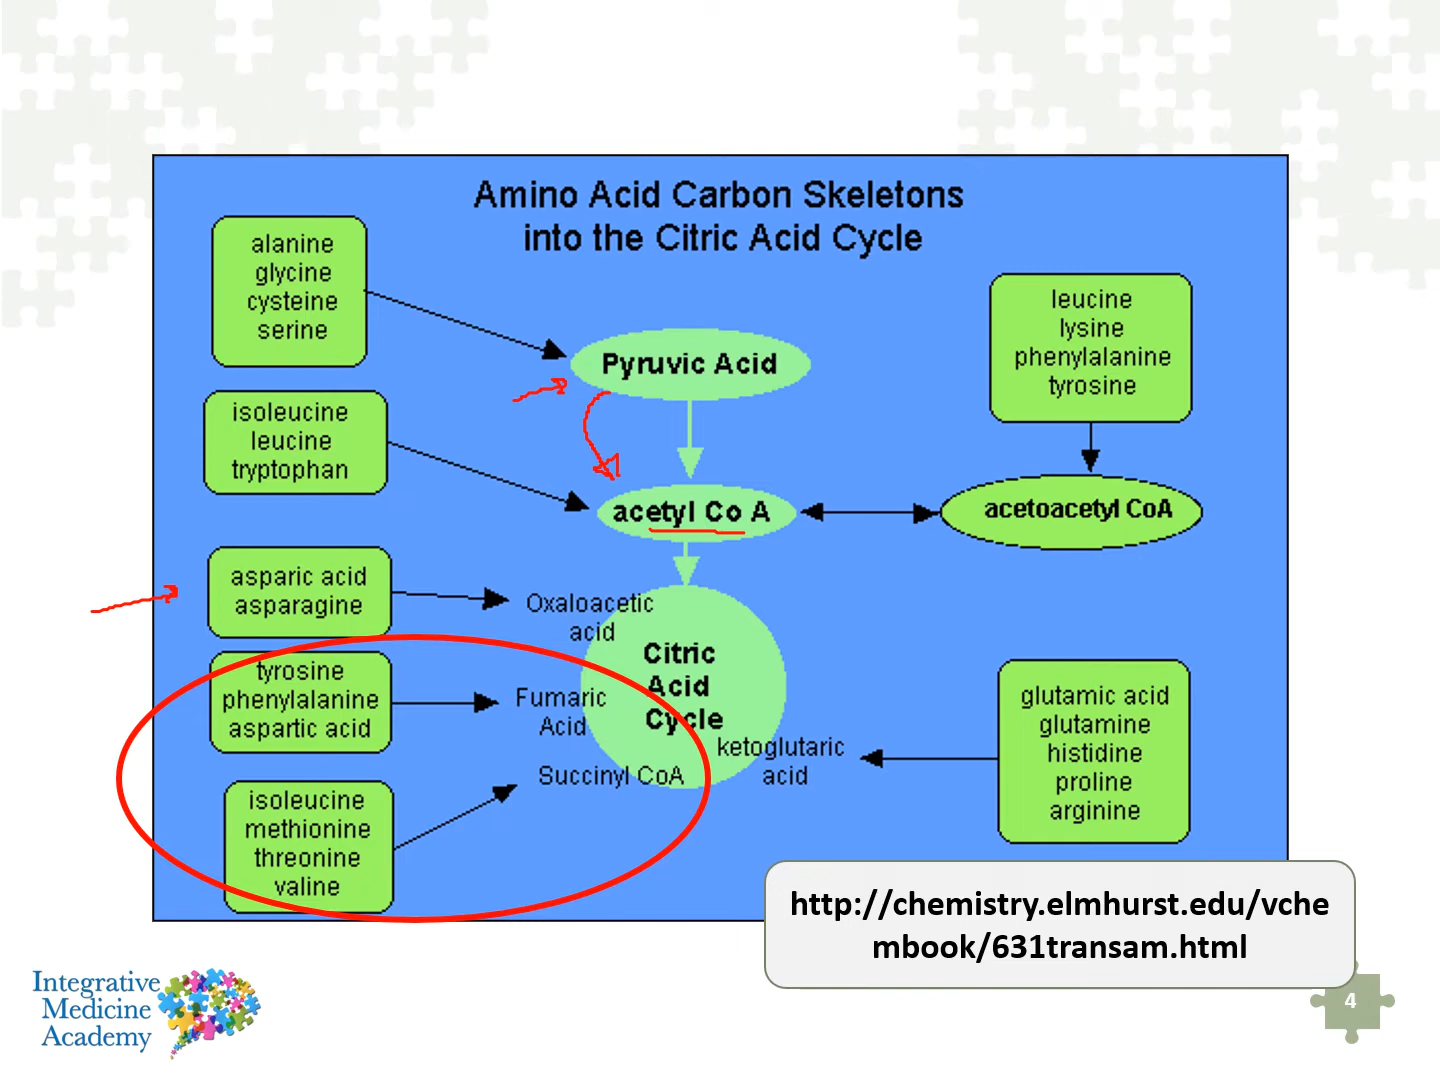 Amino Acid Carbon Skeletons
into the Citric Acid Cycle
alanine
glycine
cysteine
serine
Pyruvic Acid
leucine
lysine
phenylalanine
tyrosine
isoleucine
leucine
tryptophan
acetyl Co A
acetoacetyl CoA
asparic acid
asparagine
Oxaloacetic
acid
Citric
Acid
Cycle
tyrosine
phenylalanine
aspartic acid
Fumaric
Acid
ketoglutaric
acid
glutamic acid
glutamine
histidine
proline
arginine
Succinyl CoA
isoleucine
methionine
threonine
valine
http://chemistry.elmhurst.edu/vche
mbook/631transam.html
Integrative
Medicine
Academy
4